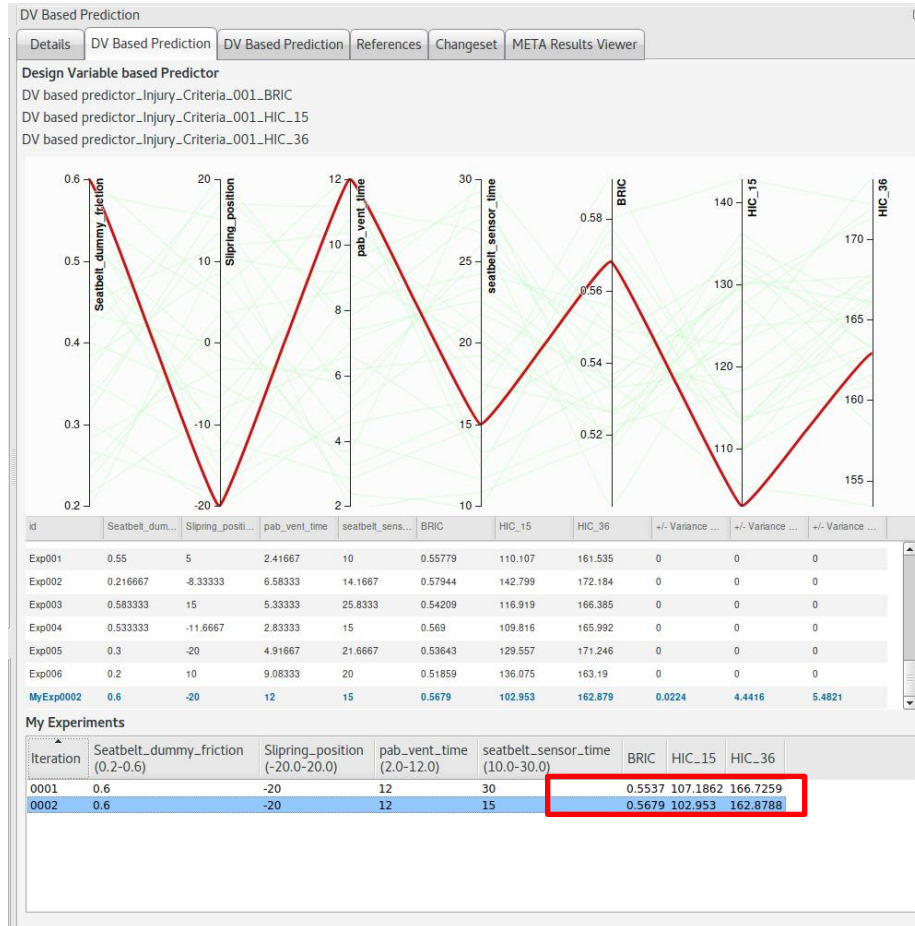 DV Based Prediction
Details DV Based Prediction DV Based Prediction References Changeset META Results Viewer
Design Variable based Predictor
DV based predictor_Injury_Criteria_001_BRIC
DV based predictor_Injury_Criteria_001_HIC_15
DV based predictor_Injury_Criteria_001_HIC_36
Seatbelt_dummy_friction
0.6
0.5
0.4
0.3
0.2
Slipring_position
20
10
0
-10
-20
pab_vent_time
12
10
8
6
4
2
seatbelt_sensor_time
30
25
20
15
10
BRIC
0.58
0.56
0.54
0.52
HIC_15
140
130
120
110
HIC_36
170
165
160
155
id Seatbelt_dum... Slipring_positi... pab_vent_time seatbelt_sens... BRIC HIC_15 HIC_36 +/- Variance ... +/- Variance ... +/- Variance ...
Exp001 0.55 5 2.41667 10 0.55779 110.107 161.535 0 0 0
Exp002 0.216667 -8.33333 6.58333 14.1667 0.57944 142.799 172.184 0 0 0
Exp003 0.583333 15 5.33333 25.8333 0.54209 116.919 166.385 0 0 0
Exp004 0.533333 -11.6667 2.83333 15 0.569 109.816 165.992 0 0 0
Exp005 0.3 -20 4.91667 21.6667 0.53643 129.557 171.246 0 0 0
Exp006 0.2 10 9.08333 20 0.51859 136.075 163.19 0 0 0
MyExp0002 0.6 -20 12 15 0.5679 102.953 162.879 0.0224 4.4416 5.4821
My Experiments
Iteration Seatbelt_dummy_friction (0.2-0.6) Slipring_position (-20.0-20.0) pab_vent_time (2.0-12.0) seatbelt_sensor_time (10.0-30.0) BRIC HIC_15 HIC_36
0001 0.6 -20 12 30 0.5537 107.1862 166.7259
0002 0.6 -20 12 15 0.5679 102.953 162.8788